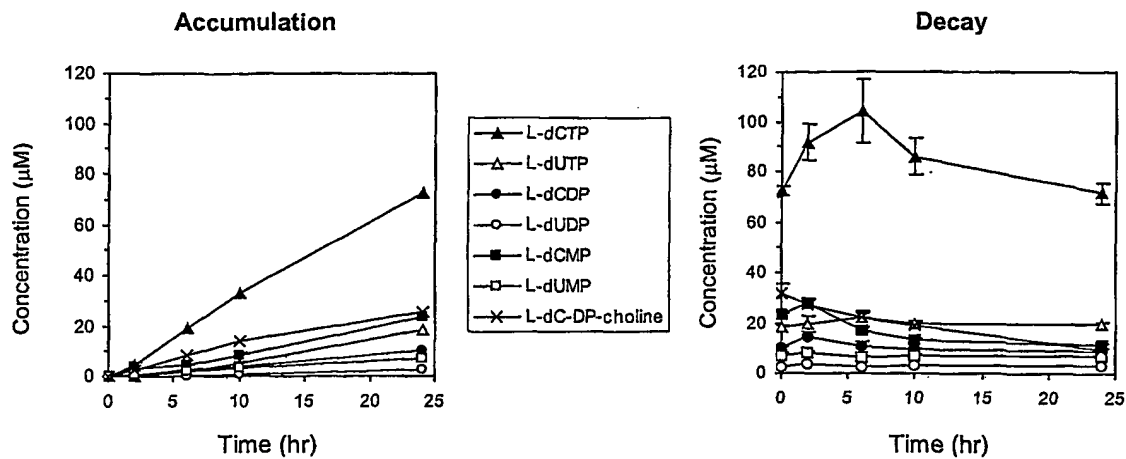 Accumulation
Concentration (µM)
120
100
80
60
40
20
0
0 5 10 15 20 25
Time (hr)
L-dCTP
L-dUTP
L-dCDP
L-dUDP
L-dCMP
L-dUMP
L-dC-DP-choline
Decay
Concentration (µM)
120
100
80
60
40
20
0
0 5 10 15 20 25
Time (hr)